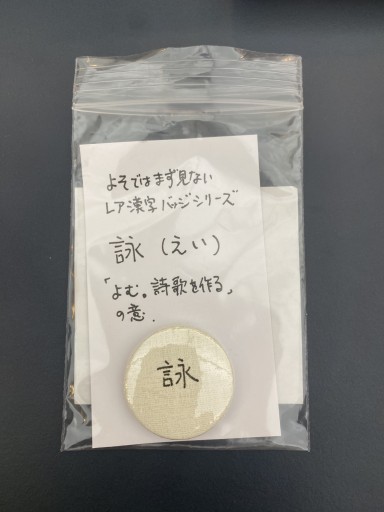 よそではまず見ない
レア漢字バッジシリーズ
詠(えい)
「よむ。詩歌を作る」
の意.
詠